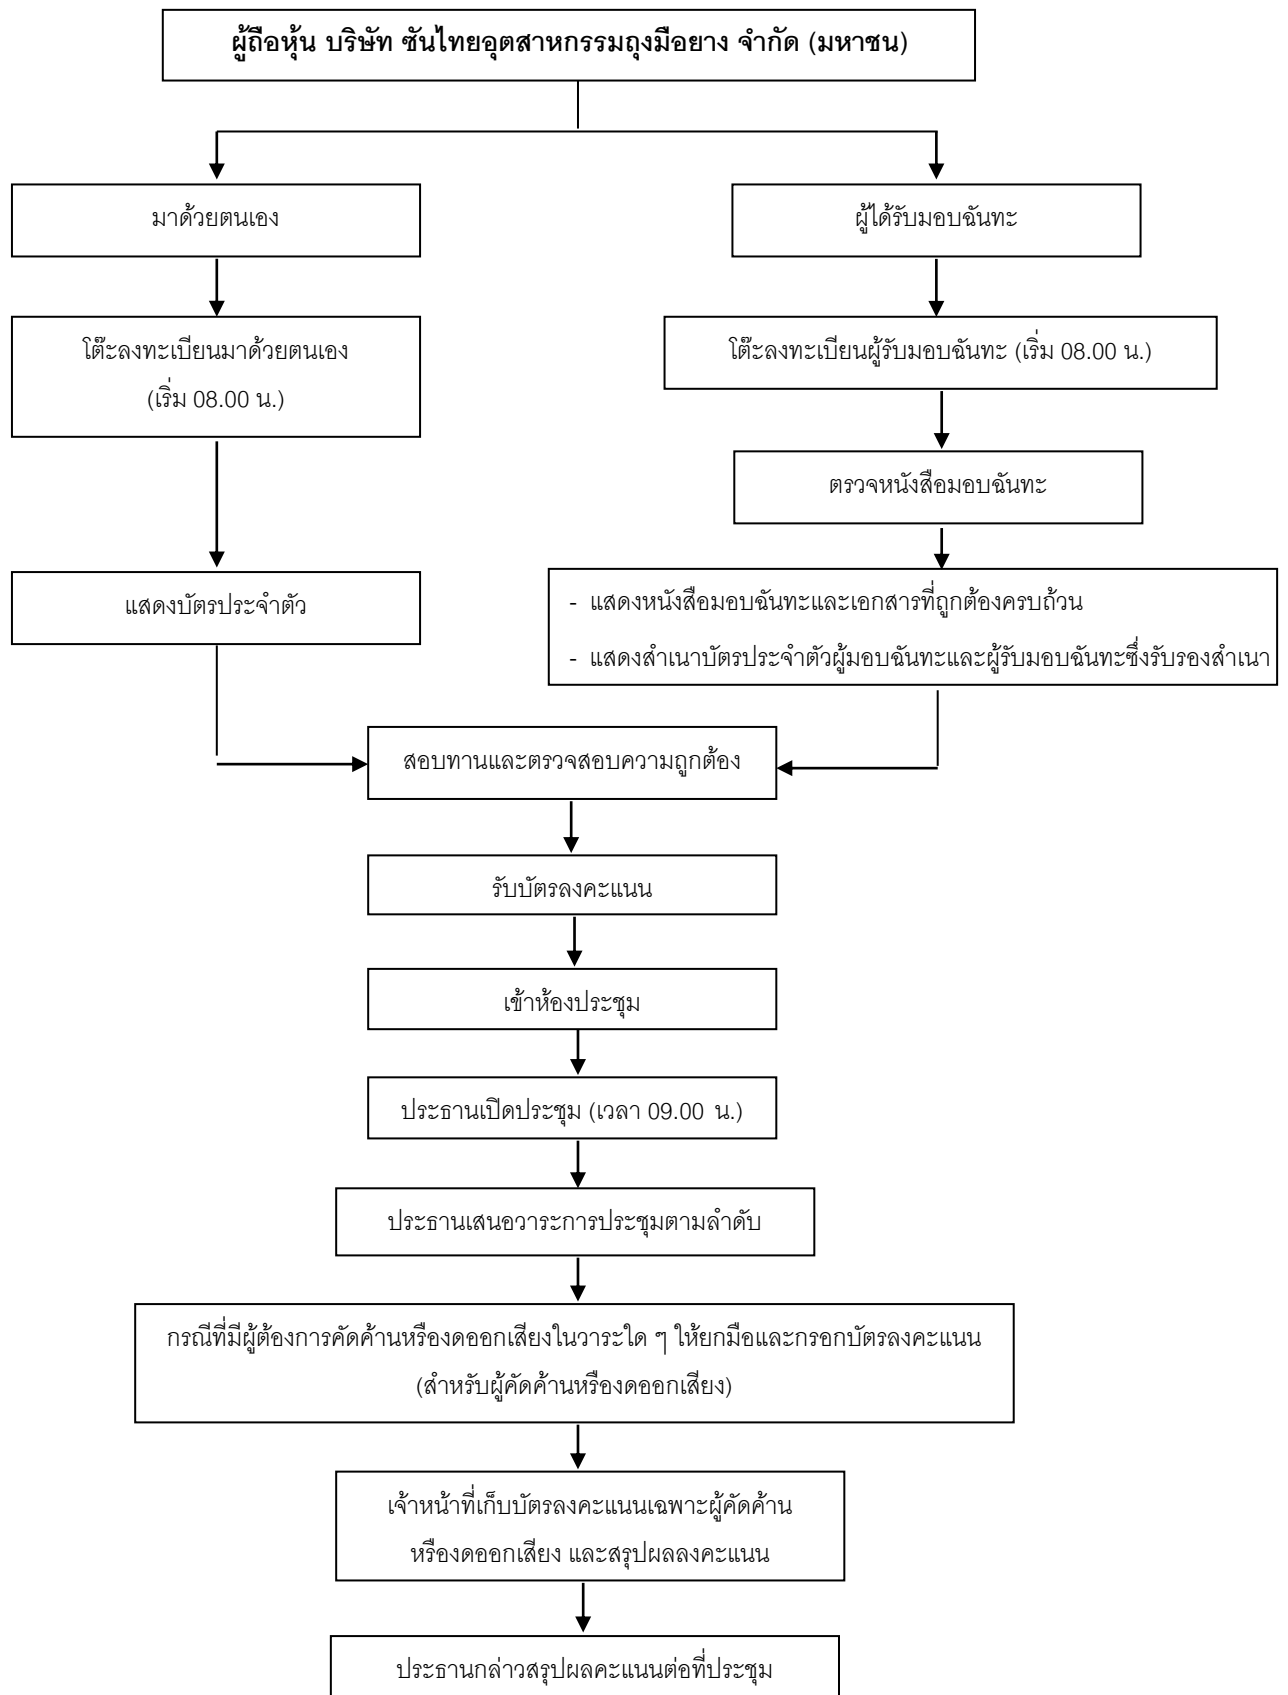 ผู้ถือหุ้น บริษัท ซันไทยอุตสาหกรรมถุงมือยาง จำกัด (มหาชน)
มาด้วยตนเอง
ผู้ได้รับมอบฉันทะ
โต๊ะลงทะเบียนมาด้วยตนเอง
(เริ่ม 08.00 น.)
โต๊ะลงทะเบียนผู้รับมอบฉันทะ (เริ่ม 08.00 น.)
ตรวจหนังสือมอบฉันทะ
แสดงบัตรประจำตัว
- แสดงหนังสือมอบฉันทะและเอกสารที่ถูกต้องครบถ้วน
- แสดงสำเนาบัตรประจำตัวผู้มอบฉันทะและผู้รับมอบฉันทะซึ่งรับรองสำเนา
สอบทานและตรวจสอบความถูกต้อง
รับบัตรลงคะแนน
เข้าห้องประชุม
ประธานเปิดประชุม (เวลา 09.00 น.)
ประธานเสนอวาระการประชุมตามลำดับ
กรณีที่มีผู้ต้องการคัดค้านหรืองดออกเสียงในวาระใด ๆ ให้ยกมือและกรอกบัตรลงคะแนน
(สำหรับผู้คัดค้านหรืองดออกเสียง)
เจ้าหน้าที่เก็บบัตรลงคะแนนเฉพาะผู้คัดค้าน
หรืองดออกเสียง และสรุปผลลงคะแนน
ประธานกล่าวสรุปผลคะแนนต่อที่ประชุม